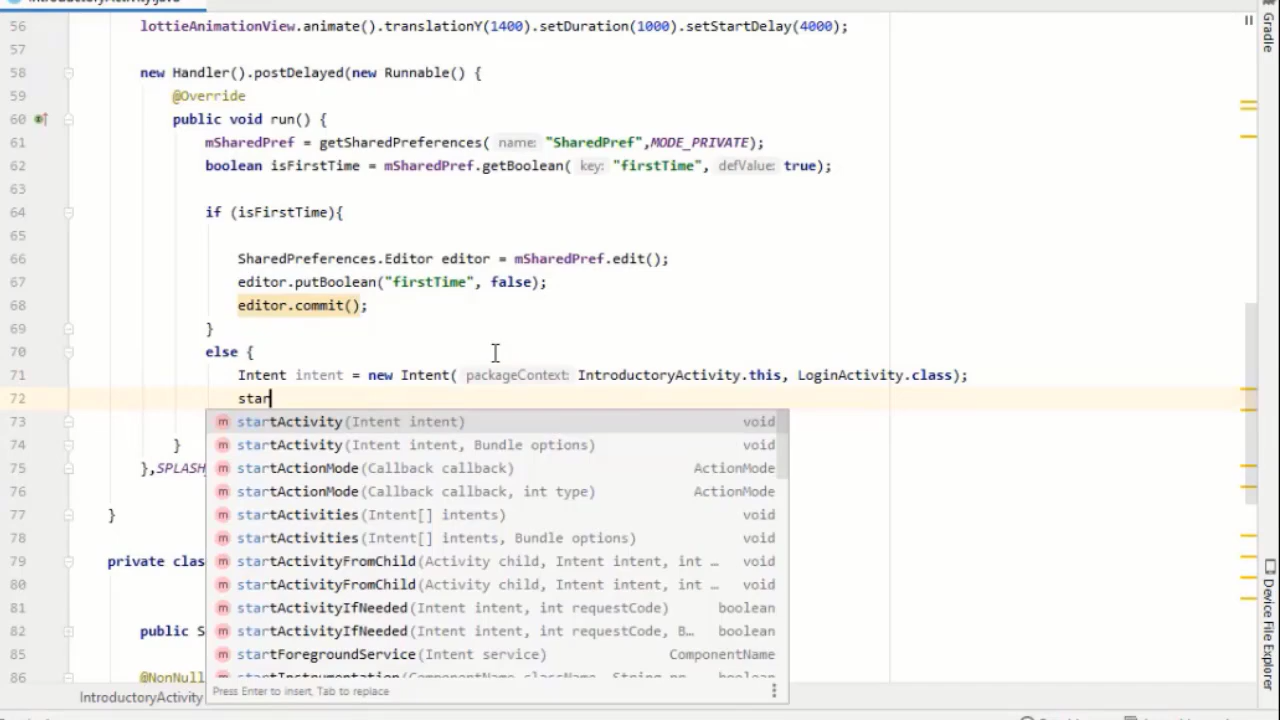 56 lottieAnimationView.animate().translationY(1400).setDuration(1000).setStartDelay(4000);
57
58 new Handler().postDelayed(new Runnable() {
59 @Override
60 public void run() {
61 mSharedPref = getSharedPreferences( name: "SharedPref",MODE_PRIVATE);
62 boolean isFirstTime = mSharedPref.getBoolean( key: "firstTime", defValue: true);
63
64 if (isFirstTime){
65
66 SharedPreferences.Editor editor = mSharedPref.edit();
67 editor.putBoolean("firstTime", false);
68 editor.commit();
69 }
70 else {
71 Intent intent = new Intent( packageContext: IntroductoryActivity.this, LoginActivity.class);
72 star
73 startActivity(Intent intent) void
74 } startActivity(Intent intent, Bundle options) void
75 },SPLASH startActionMode(Callback callback) ActionMode
76 startActionMode(Callback callback, int type) ActionMode
77 } startActivities(Intent[] intents) void
78 startActivities(Intent[] intents, Bundle options) void
79 private clas startActivityFromChild(Activity child, Intent intent, int … void
80 startActivityFromChild(Activity child, Intent intent, int … void
81 startActivityIfNeeded(Intent intent, int requestCode) boolean
82 public S startActivityIfNeeded(Intent intent, int requestCode, B… boolean
85 startForegroundService(Intent service) ComponentName
86 @NonNull
Press Enter to insert, Tab to replace
IntroductoryActivity
Gradle
Device File Explorer